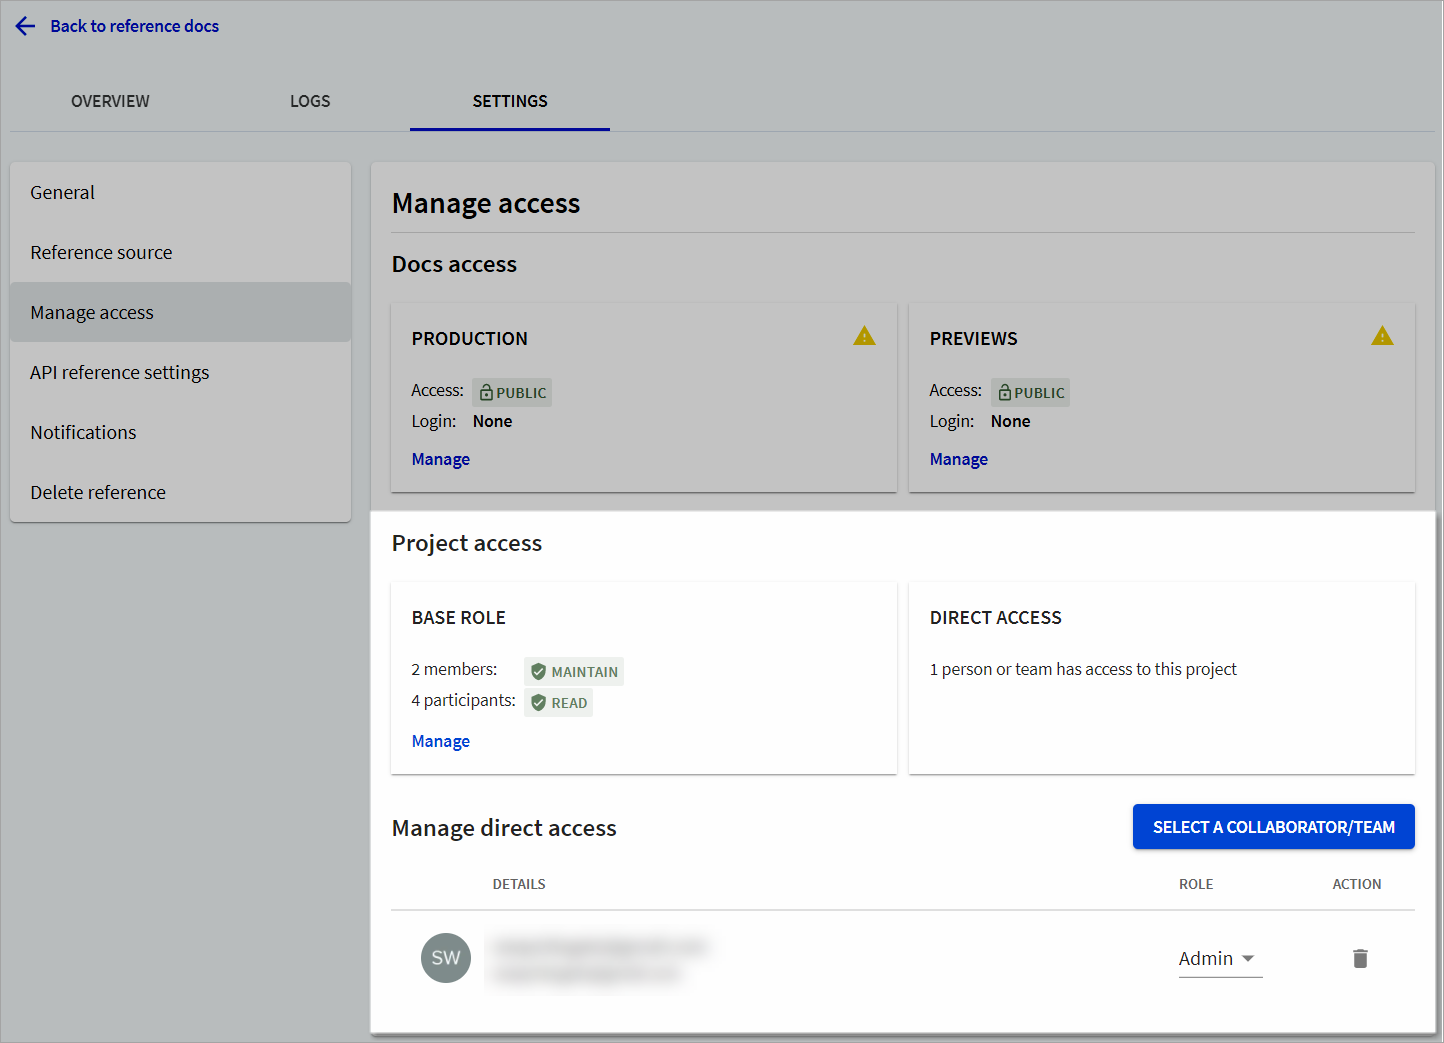 Back to reference docs
OVERVIEW LOGS SETTINGS
General
Reference source
Manage access
API reference settings
Notifications
Delete reference
Manage access
Docs access
PRODUCTION
Access: PUBLIC
Login: None
Manage
PREVIEWS
Access: PUBLIC
Login: None
Manage
Project access
BASE ROLE
2 members: MAINTAIN
4 participants: READ
Manage
DIRECT ACCESS
1 person or team has access to this project
Manage direct access
SELECT A COLLABORATOR/TEAM
DETAILS ROLE ACTION
SW Admin